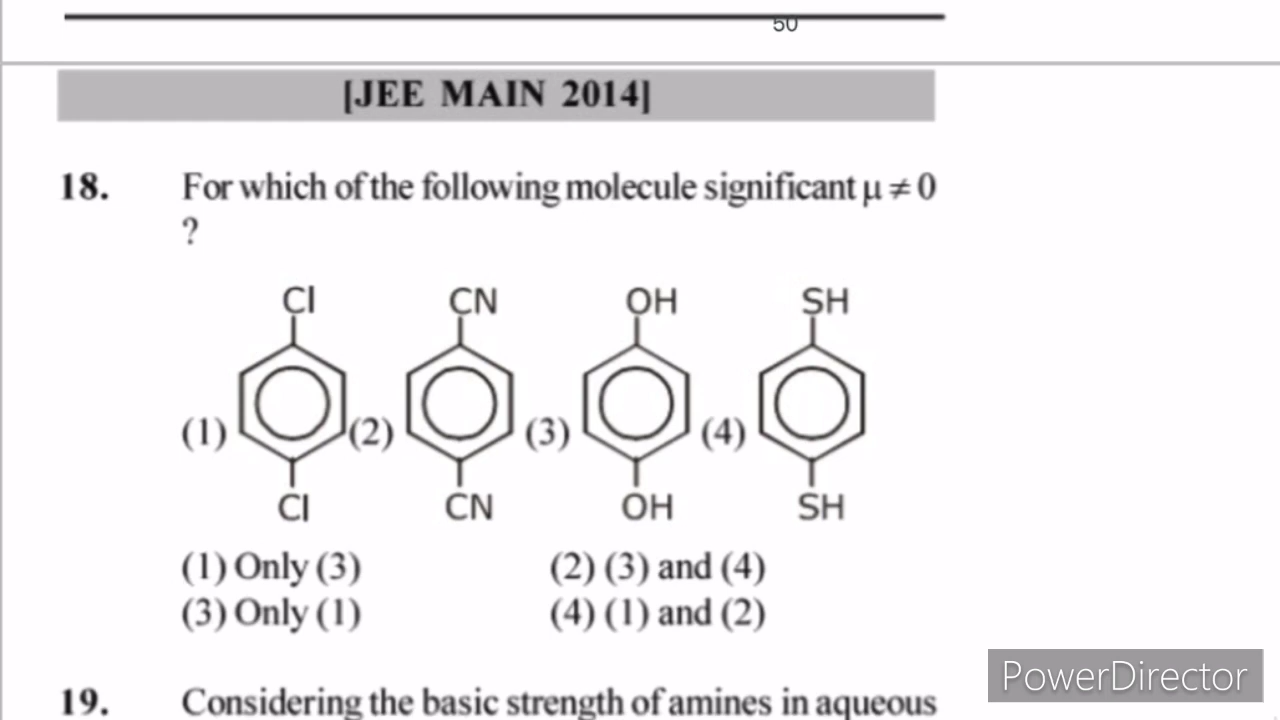 50
[JEE MAIN 2014]
18. For which of the following molecule significant μ ≠ 0
?
Cl CN OH SH
(1) (2) (3) (4)
Cl CN OH SH
(1) Only (3) (2) (3) and (4)
(3) Only (1) (4) (1) and (2)
19. Considering the basic strength of amines in aqueous
PowerDirector